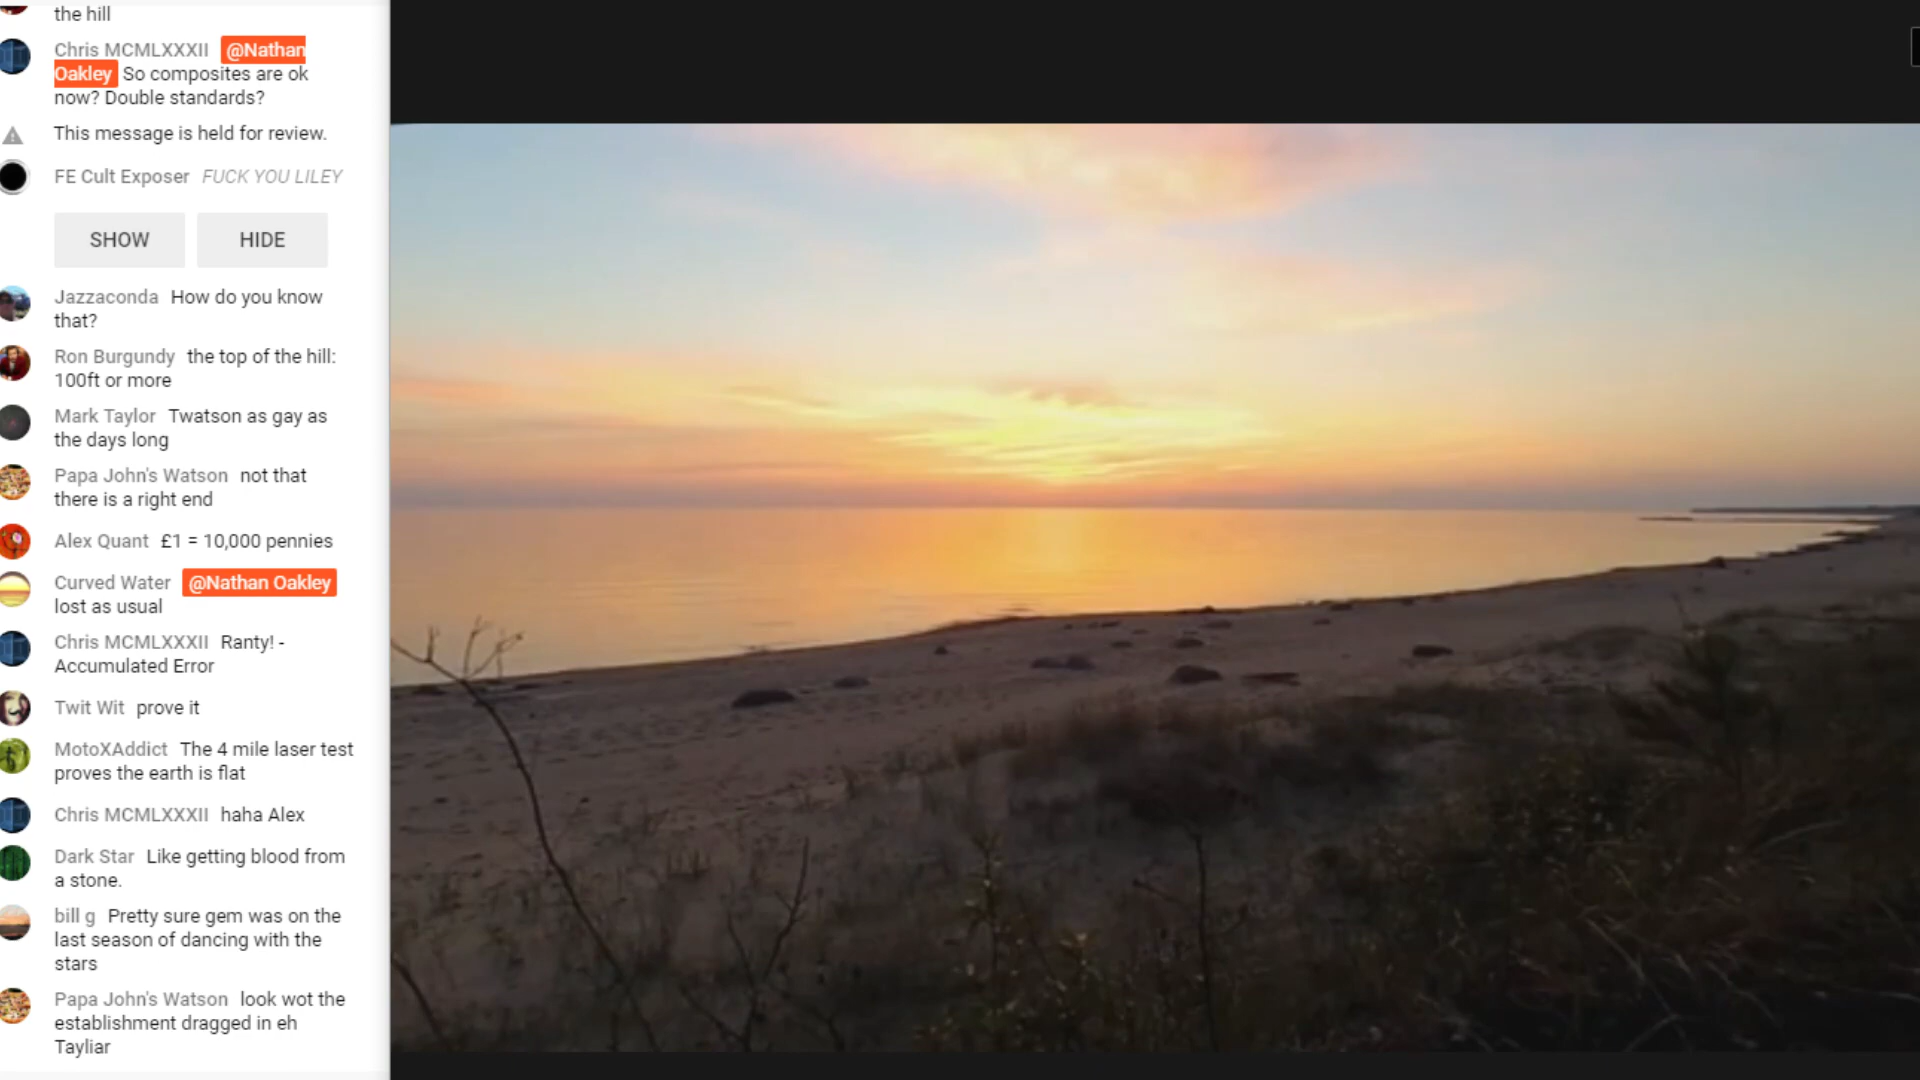 the hill
Chris MCMLXXXII @Nathan
Oakley So composites are ok
now? Double standards?
This message is held for review.
FE Cult Exposer FUCK YOU LILEY
SHOW HIDE
Jazzaconda How do you know
that?
Ron Burgundy the top of the hill:
100ft or more
Mark Taylor Twatson as gay as
the days long
Papa John's Watson not that
there is a right end
Alex Quant £1 = 10,000 pennies
Curved Water @Nathan Oakley
lost as usual
Chris MCMLXXXII Ranty! -
Accumulated Error
Twit Wit prove it
MotoXAddict The 4 mile laser test
proves the earth is flat
Chris MCMLXXXII haha Alex
Dark Star Like getting blood from
a stone.
bill g Pretty sure gem was on the
last season of dancing with the
stars
Papa John's Watson look wot the
establishment dragged in eh
Tayliar